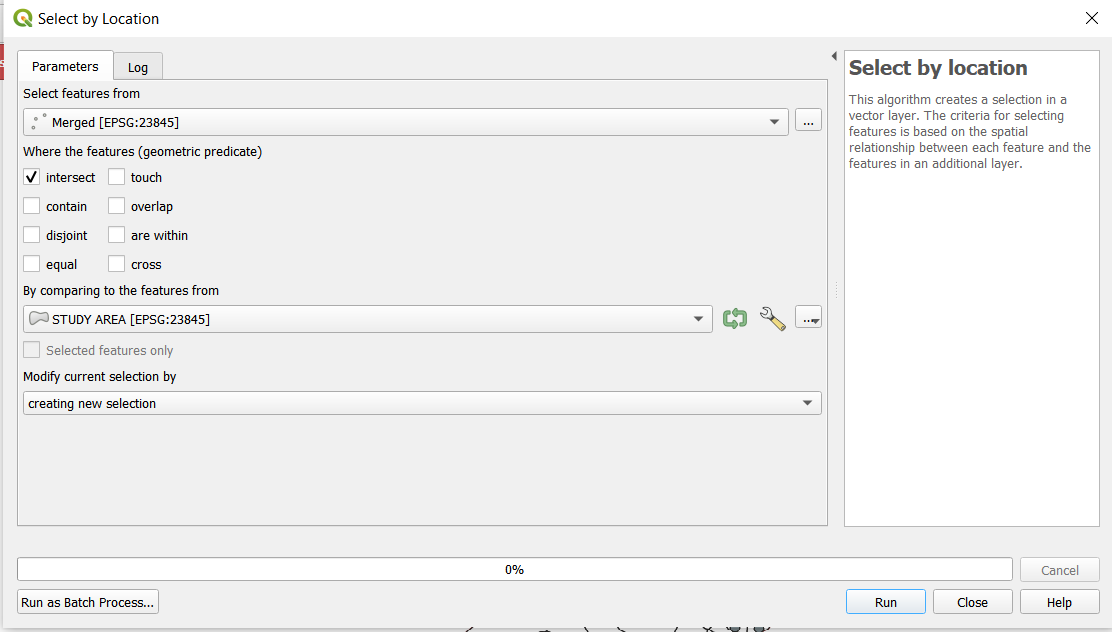 Select by Location
Parameters
Log
Select features from
Merged [EPSG:23845]
...
Where the features (geometric predicate)
intersect
touch
contain
overlap
disjoint
are within
equal
cross
By comparing to the features from
STUDY AREA [EPSG:23845]
...
Selected features only
Modify current selection by
creating new selection
Select by location
This algorithm creates a selection in a
vector layer. The criteria for selecting
features is based on the spatial
relationship between each feature and the
features in an additional layer.
0%
Cancel
Run as Batch Process...
Run
Close
Help